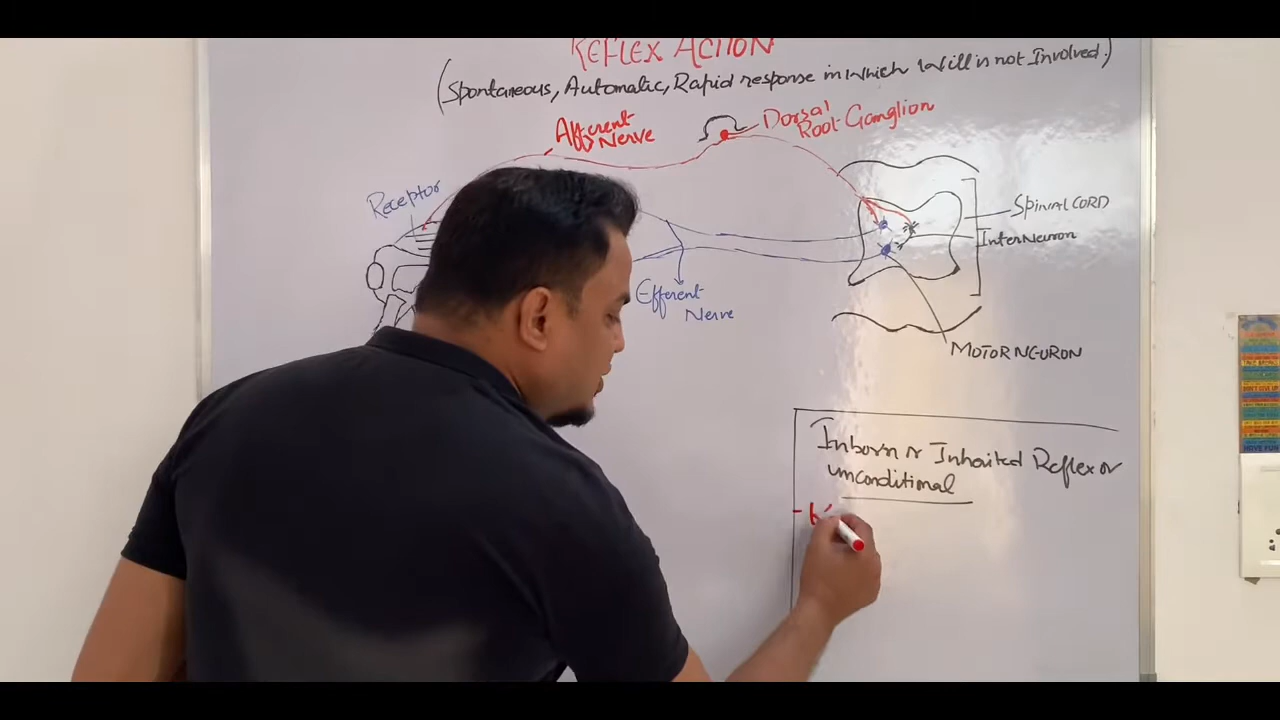 REFLEX ACTION
(Spontaneous, Automatic, Rapid response in which Will is not Involved.)
Afferent
Nerve
Dorsal
Root Ganglion
Receptor
SPINAL CORD
InterNeuron
Efferent
Nerve
MOTOR NEURON
Inborn or Inhaited Reflex or
unconditional